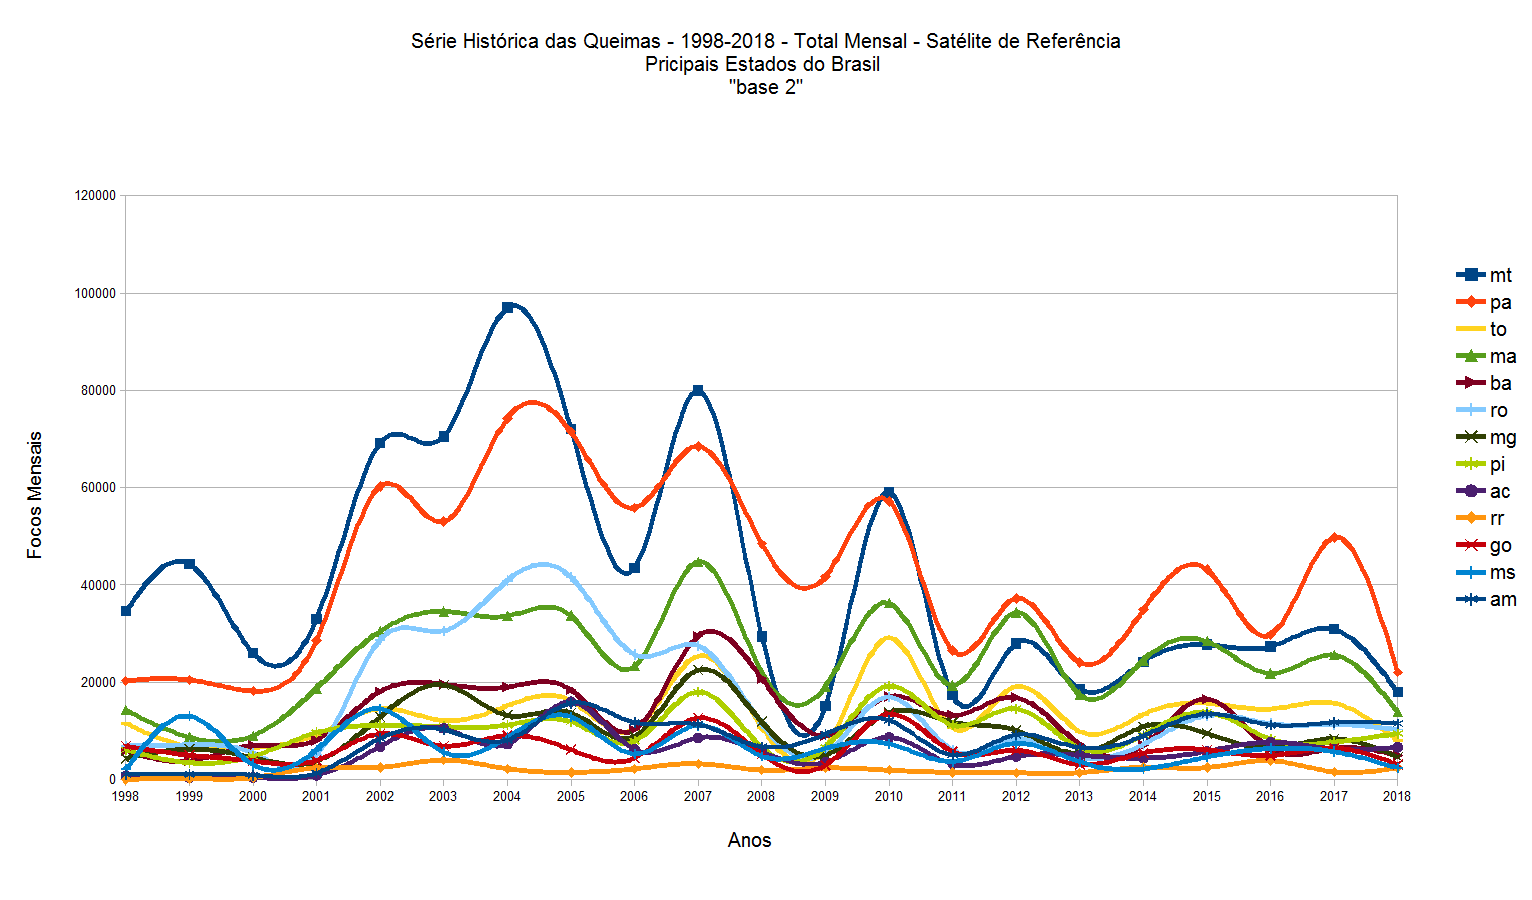 Série Histórica das Queimas - 1998-2018 - Total Mensal - Satélite de Referência
Pricipais Estados do Brasil
"base 2"
120000
100000
80000
60000
40000
20000
0
Focos Mensais
1998 1999 2000 2001 2002 2003 2004 2005 2006 2007 2008 2009 2010 2011 2012 2013 2014 2015 2016 2017 2018
Anos
mt
pa
to
ma
ba
ro
mg
pi
ac
rr
go
ms
am